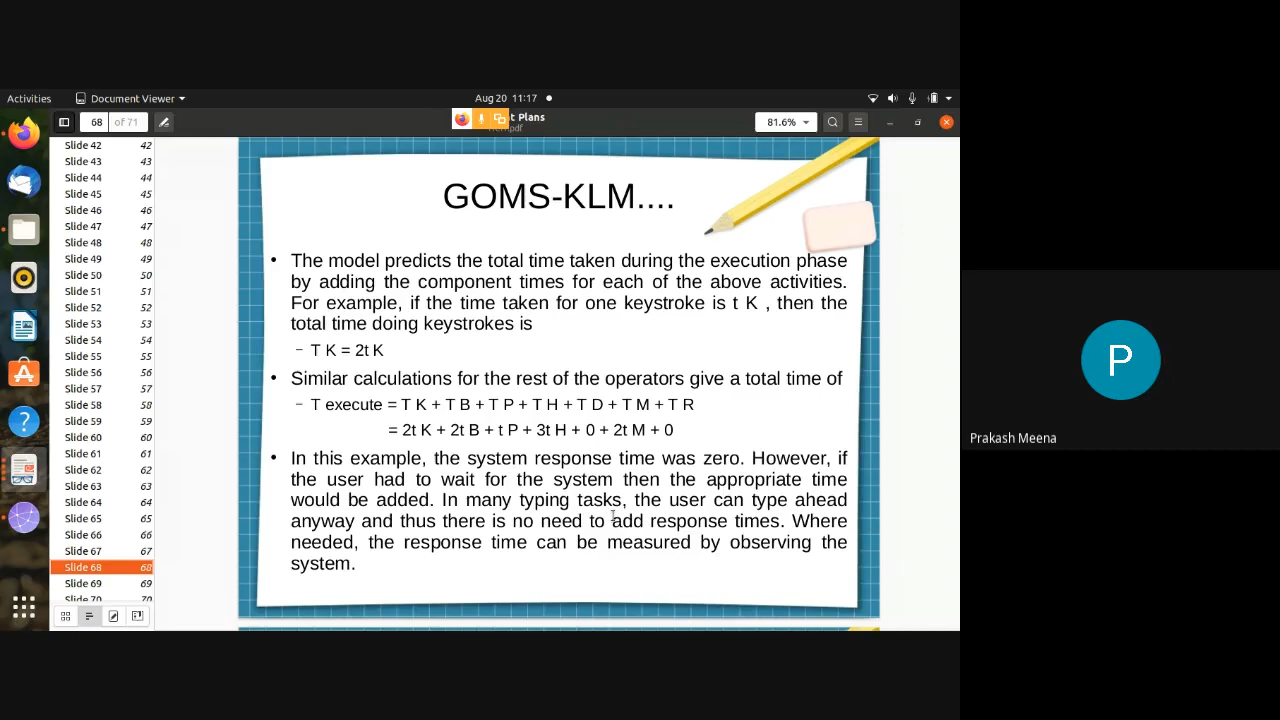 Activities
Document Viewer
Aug 20 11:17
68
of 71
t Plans
.pdf
81.6%
Slide 42 42
Slide 43 43
Slide 44 44
Slide 45 45
Slide 46 46
Slide 47 47
Slide 48 48
Slide 49 49
Slide 50 50
Slide 51 51
Slide 52 52
Slide 53 53
Slide 54 54
Slide 55 55
Slide 56 56
Slide 57 57
Slide 58 58
Slide 59 59
Slide 60 60
Slide 61 61
Slide 62 62
Slide 63 63
Slide 64 64
Slide 65 65
Slide 66 66
Slide 67 67
Slide 68 68
Slide 69 69
Slide 70 70
GOMS-KLM....
• The model predicts the total time taken during the execution phase
by adding the component times for each of the above activities.
For example, if the time taken for one keystroke is t K , then the
total time doing keystrokes is
– T K = 2t K
• Similar calculations for the rest of the operators give a total time of
– T execute = T K + T B + T P + T H + T D + T M + T R
= 2t K + 2t B + t P + 3t H + 0 + 2t M + 0
• In this example, the system response time was zero. However, if
the user had to wait for the system then the appropriate time
would be added. In many typing tasks, the user can type ahead
anyway and thus there is no need to add response times. Where
needed, the response time can be measured by observing the
system.
P
Prakash Meena